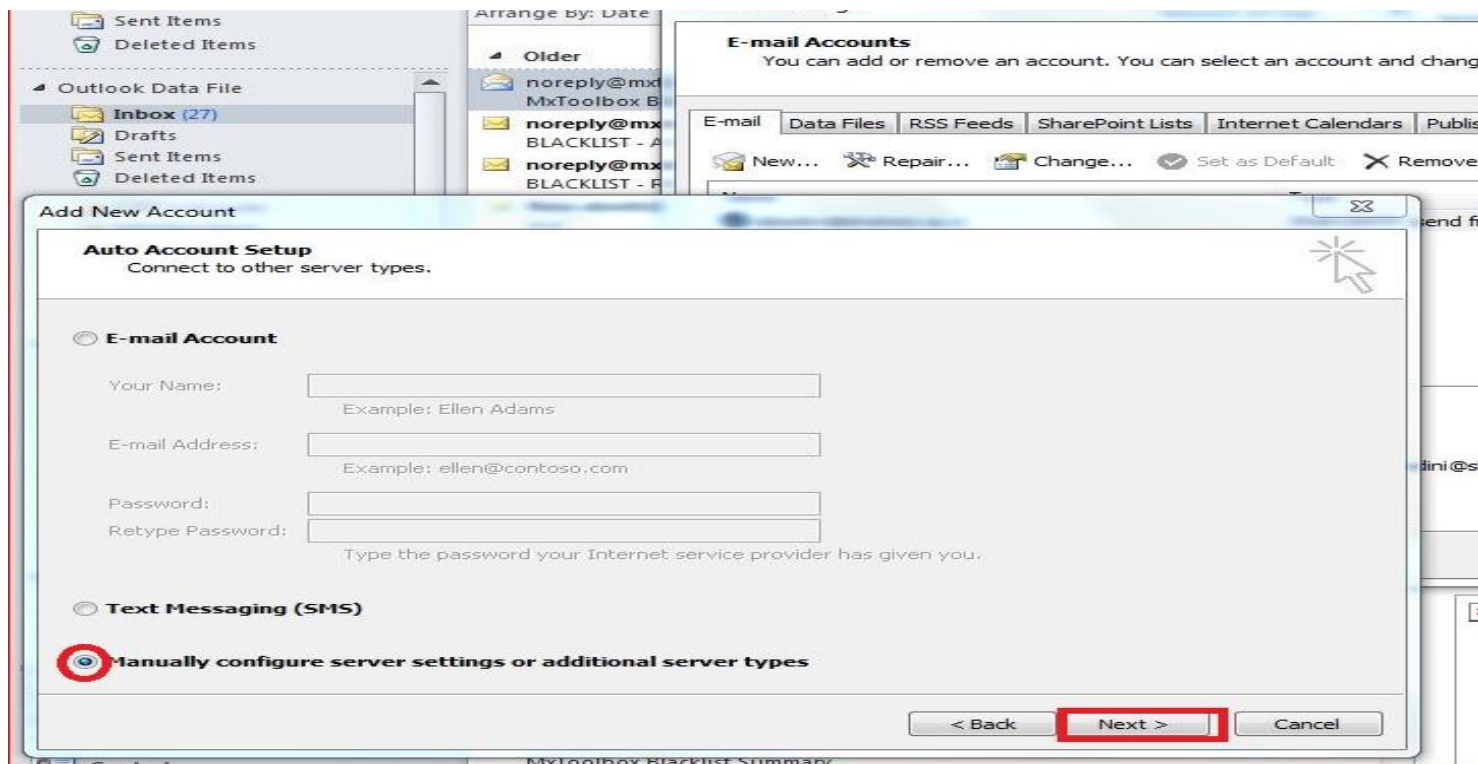 Sent Items
Deleted Items
Outlook Data File
Inbox (27)
Drafts
Sent Items
Deleted Items
Arrange By: Date
Older
noreply@mx
MxToolbox B
noreply@mx
BLACKLIST - A
noreply@mx
BLACKLIST - R
E-mail Accounts
You can add or remove an account. You can select an account and chang
E-mail
Data Files
RSS Feeds
SharePoint Lists
Internet Calendars
Publis
New...
Repair...
Change...
Set as Default
Remove
send fi
dini@s
Add New Account
Auto Account Setup
Connect to other server types.
E-mail Account
Your Name:
Example: Ellen Adams
E-mail Address:
Example: ellen@contoso.com
Password:
Retype Password:
Type the password your Internet service provider has given you.
Text Messaging (SMS)
Manually configure server settings or additional server types
< Back
Next >
Cancel
MxToolbox Blacklist Summary